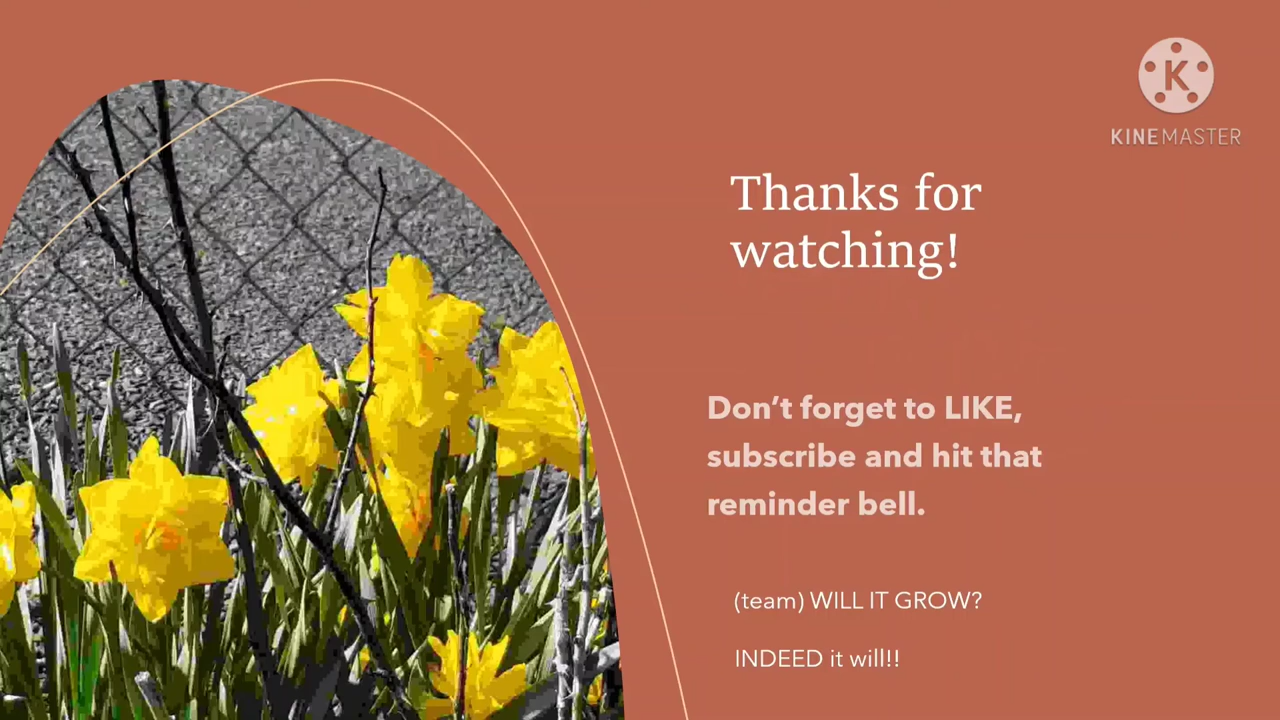 K
KINEMASTER
Thanks for
watching!
Don’t forget to LIKE,
subscribe and hit that
reminder bell.
(team) WILL IT GROW?
INDEED it will!!